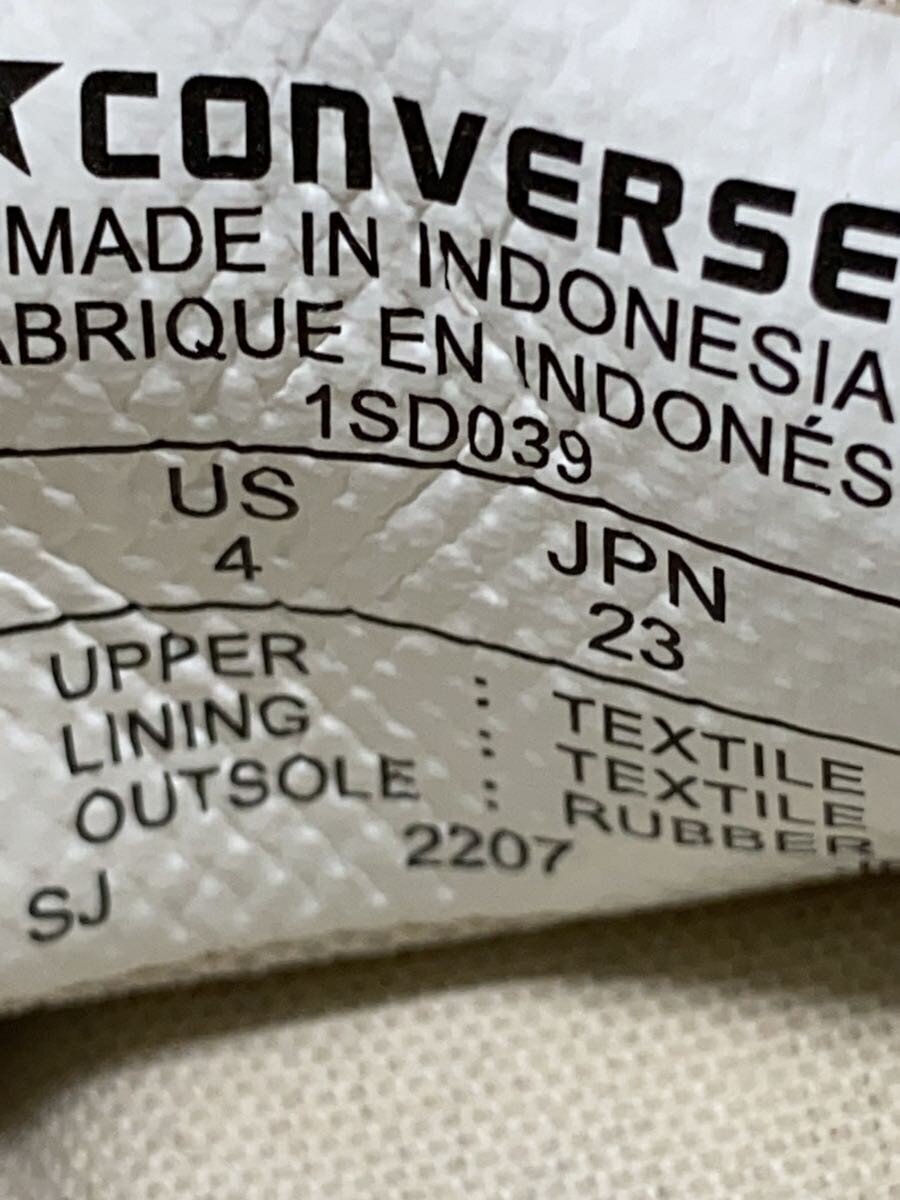 CONVERSE
MADE IN INDONESIA
ABRIQUE EN INDONÉS
1SD039
US JPN
4 23
UPPER : TEXTILE
LINING : TEXTILE
OUTSOLE : RUBBER
2207
SJ